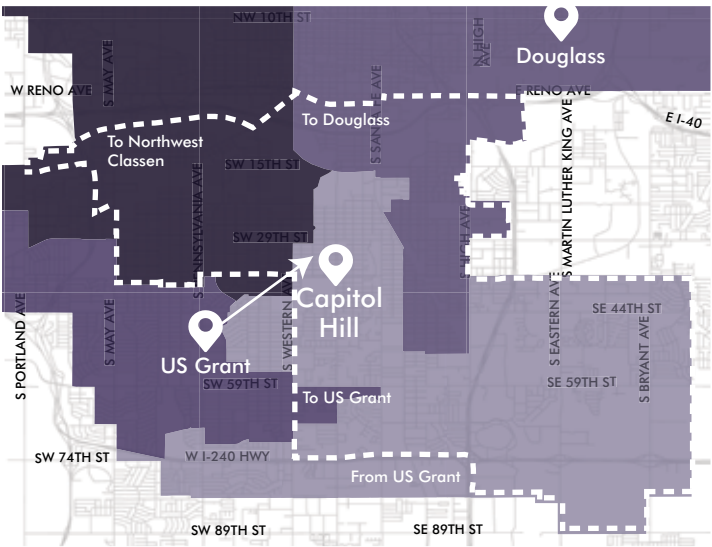 NW 10TH ST
N HIGH
AVE
Douglass
W RENO AVE
S MAY AVE
E RENO AVE
To Douglass
S SANTE FE AVE
E I-40
To Northwest
Classen
SW 15TH ST
S MARTIN LUTHER KING AVE
S PENNSYLVANIA AVE
SW 29TH ST
S HIGH AVE
Capitol
Hill
S PORTLAND AVE
S MAY AVE
US Grant
S WESTERN AVE
S EASTERN AVE
SE 44TH ST
S BRYANT AVE
SW 59TH ST
SE 59TH ST
To US Grant
SW 74TH ST
W I-240 HWY
From US Grant
SW 89TH ST
SE 89TH ST